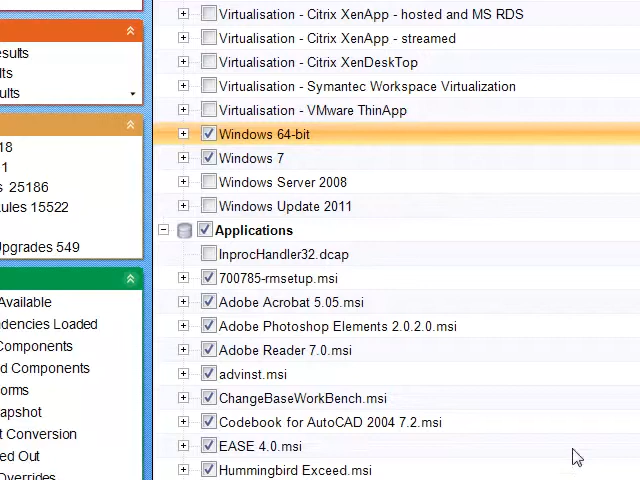 esults
lts
ults
18
1
s 25186
ules 15522
Upgrades 549
Available
dencies Loaded
Components
d Components
orms
apshot
t Conversion
ed Out
Overrides
Virtualisation - Citrix XenApp - hosted and MS RDS
Virtualisation - Citrix XenApp - streamed
Virtualisation - Citrix XenDeskTop
Virtualisation - Symantec Workspace Virtualization
Virtualisation - VMware ThinApp
Windows 64-bit
Windows 7
Windows Server 2008
Windows Update 2011
Applications
InprocHandler32.dcap
700785-rmsetup.msi
Adobe Acrobat 5.05.msi
Adobe Photoshop Elements 2.0.2.0.msi
Adobe Reader 7.0.msi
advinst.msi
ChangeBaseWorkBench.msi
Codebook for AutoCAD 2004 7.2.msi
EASE 4.0.msi
Hummingbird Exceed.msi